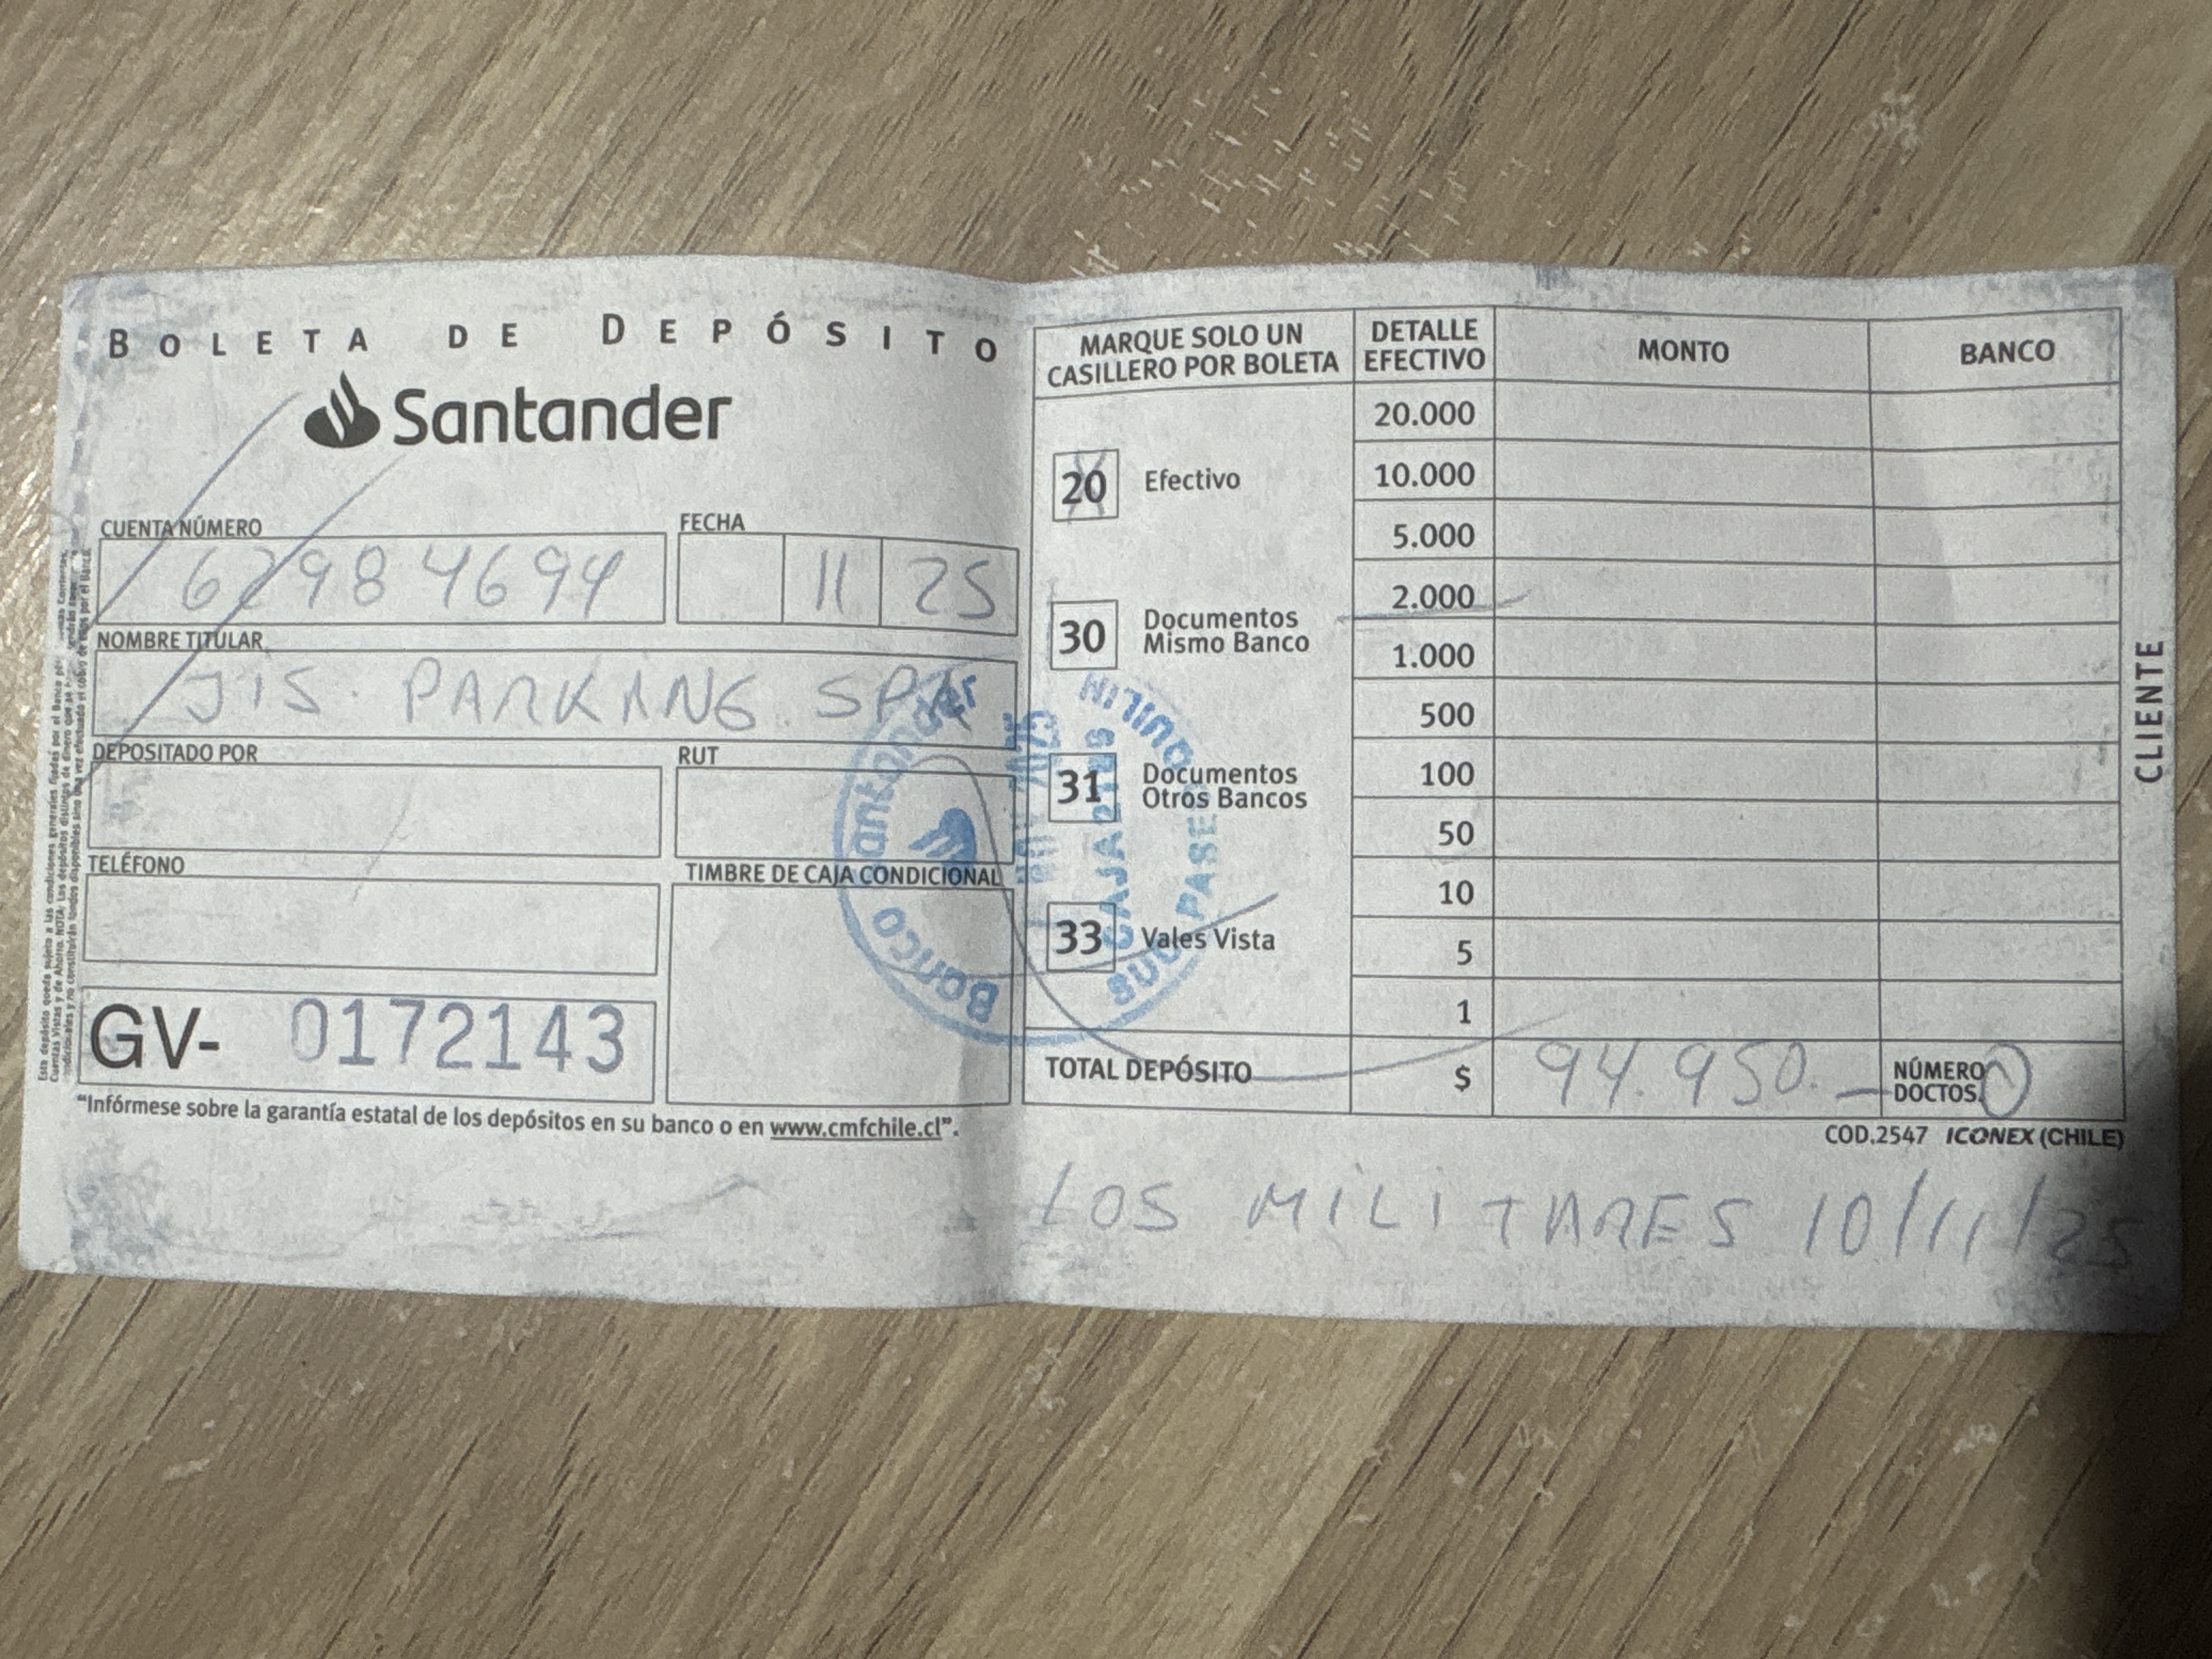 BOLETA DE DEPÓSITO
Santander
CUENTA NÚMERO
62984694
FECHA
11 25
NOMBRE TITULAR
JIS. PARKING. SPA
DEPOSITADO POR
RUT
TELÉFONO
TIMBRE DE CAJA CONDICIONAL
GV- 0172143
"Infórmese sobre la garantía estatal de los depósitos en su banco o en www.cmfchile.cl".
MARQUE SOLO UN
CASILLERO POR BOLETA
20 Efectivo
30 Documentos
Mismo Banco
31 Documentos
Otros Bancos
33 Vales Vista
DETALLE
EFECTIVO
MONTO
BANCO
20.000
10.000
5.000
2.000
1.000
500
100
50
10
5
1
TOTAL DEPÓSITO $ 94.950.-
NÚMERO
DOCTOS. 0
CLIENTE
COD.2547 ICONEX (CHILE)
LOS MILITARES 10/11/25
Banco Santander
SUC. PASEO